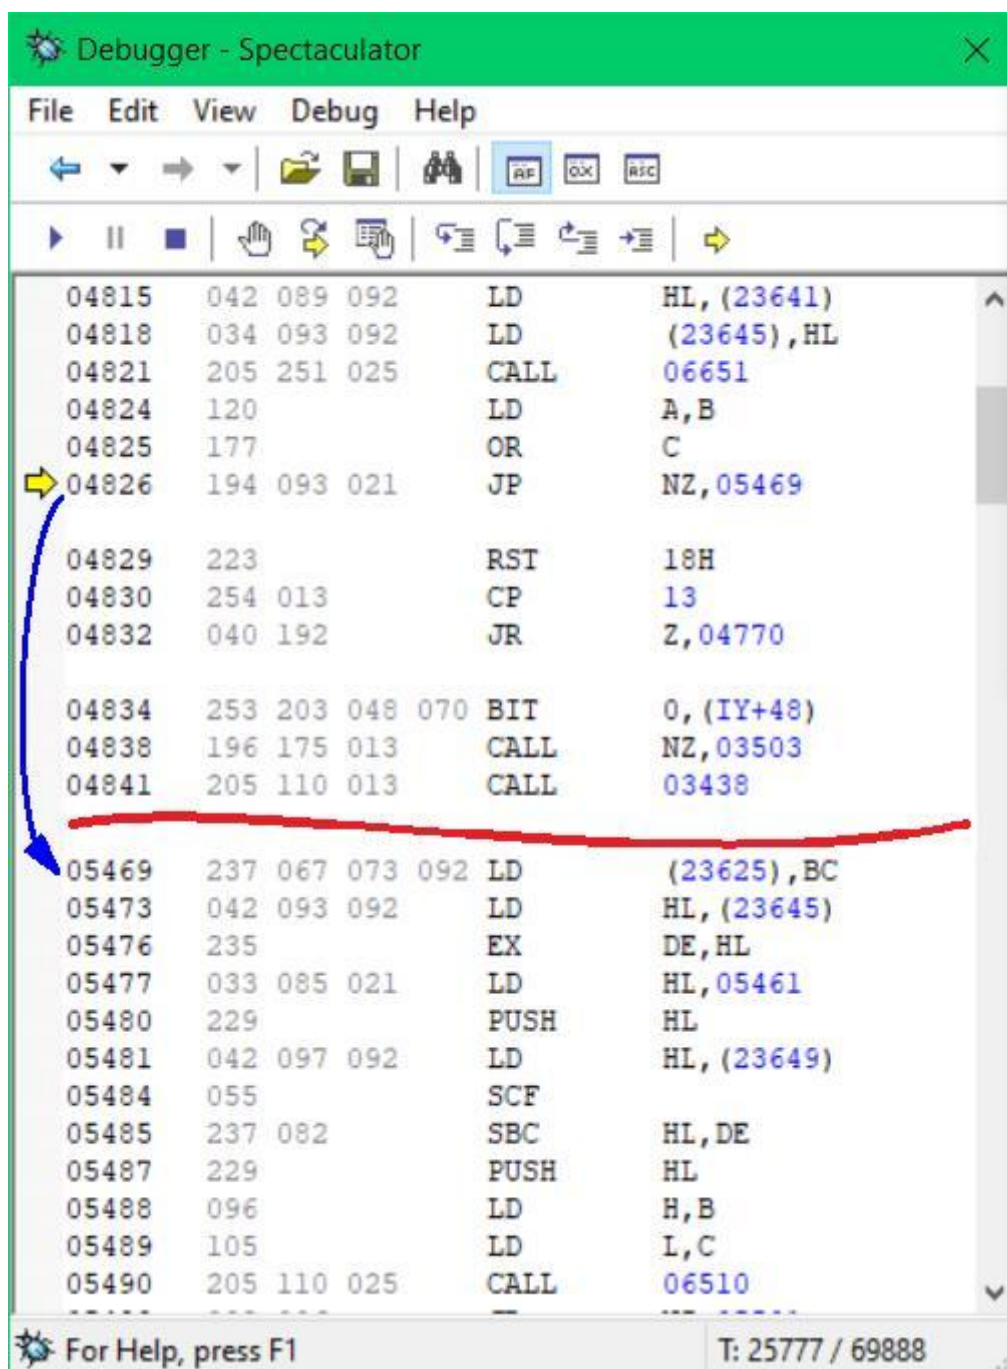 Debugger - Spectaculator
File Edit View Debug Help
AF 0X ASC
04815 042 089 092 LD HL,(23641)
04818 034 093 092 LD (23645),HL
04821 205 251 025 CALL 06651
04824 120 LD A,B
04825 177 OR C
04826 194 093 021 JP NZ,05469
04829 223 RST 18H
04830 254 013 CP 13
04832 040 192 JR Z,04770
04834 253 203 048 070 BIT 0,(IY+48)
04838 196 175 013 CALL NZ,03503
04841 205 110 013 CALL 03438
05469 237 067 073 092 LD (23625),BC
05473 042 093 092 LD HL,(23645)
05476 235 EX DE,HL
05477 033 085 021 LD HL,05461
05480 229 PUSH HL
05481 042 097 092 LD HL,(23649)
05484 055 SCF
05485 237 082 SBC HL,DE
05487 229 PUSH HL
05488 096 LD H,B
05489 105 LD L,C
05490 205 110 025 CALL 06510
For Help, press F1 T: 25777 / 69888